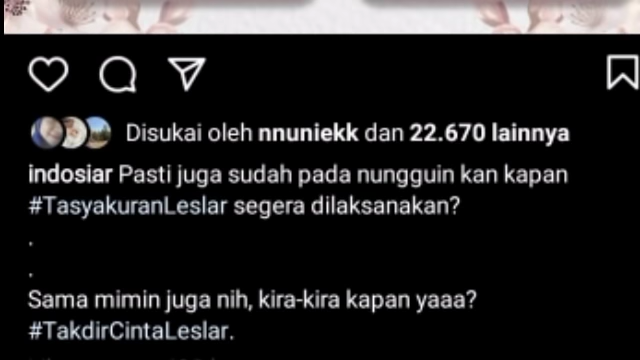 Disukai oleh nnuniekk dan 22.670 lainnya
indosiar Pasti juga sudah pada nungguin kan kapan
#TasyakuranLeslar segera dilaksanakan?
.
.
Sama mimin juga nih, kira-kira kapan yaaa?
#TakdirCintaLeslar.